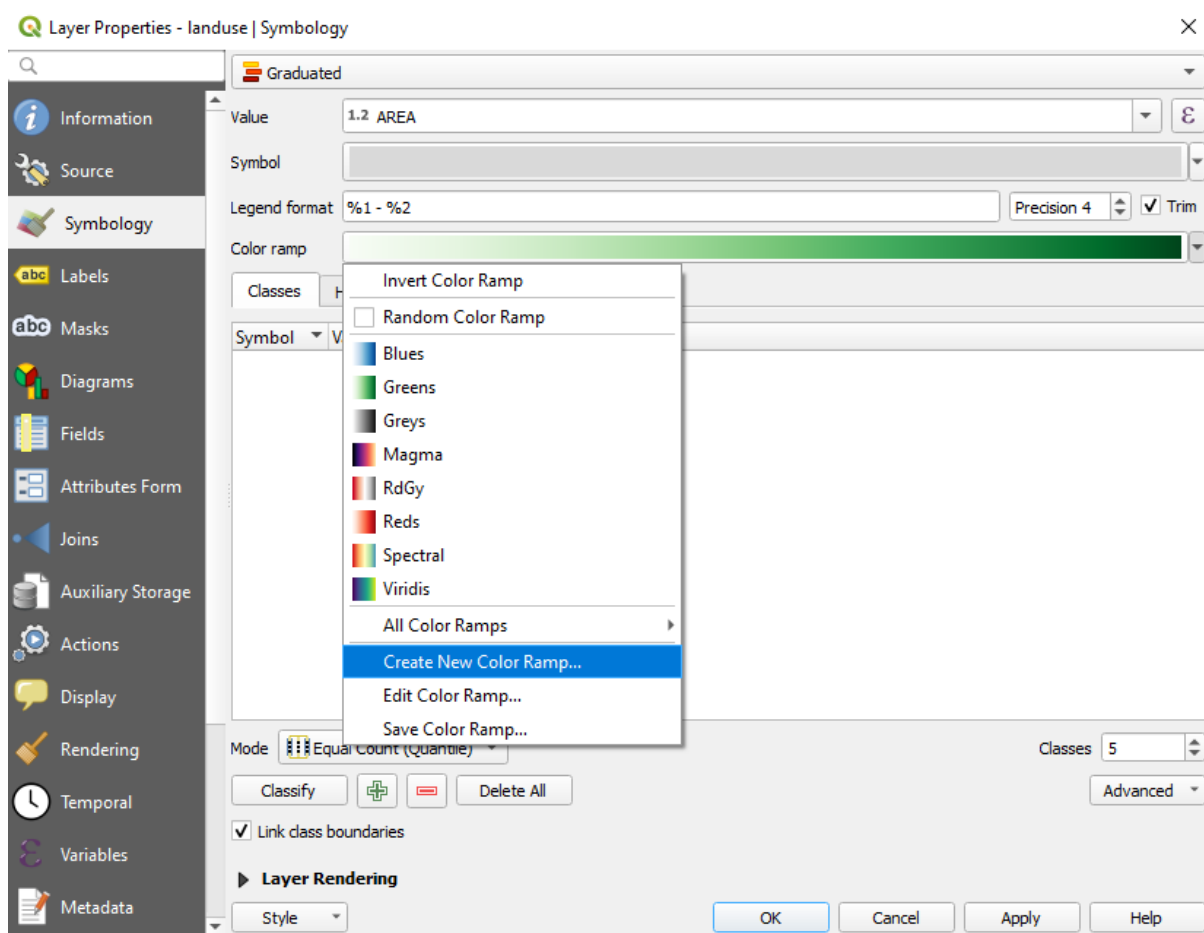 Layer Properties - landuse | Symbology
Information
Source
Symbology
Labels
Masks
Diagrams
Fields
Attributes Form
Joins
Auxiliary Storage
Actions
Display
Rendering
Temporal
Variables
Metadata
Graduated
Value 1.2 AREA ε
Symbol
Legend format %1 - %2 Precision 4 Trim
Color ramp
Classes H
Symbol V
Invert Color Ramp
Random Color Ramp
Blues
Greens
Greys
Magma
RdGy
Reds
Spectral
Viridis
All Color Ramps
Create New Color Ramp...
Edit Color Ramp...
Save Color Ramp...
Mode Equal Count (Quantile) Classes 5
Classify Delete All Advanced
Link class boundaries
Layer Rendering
Style OK Cancel Apply Help